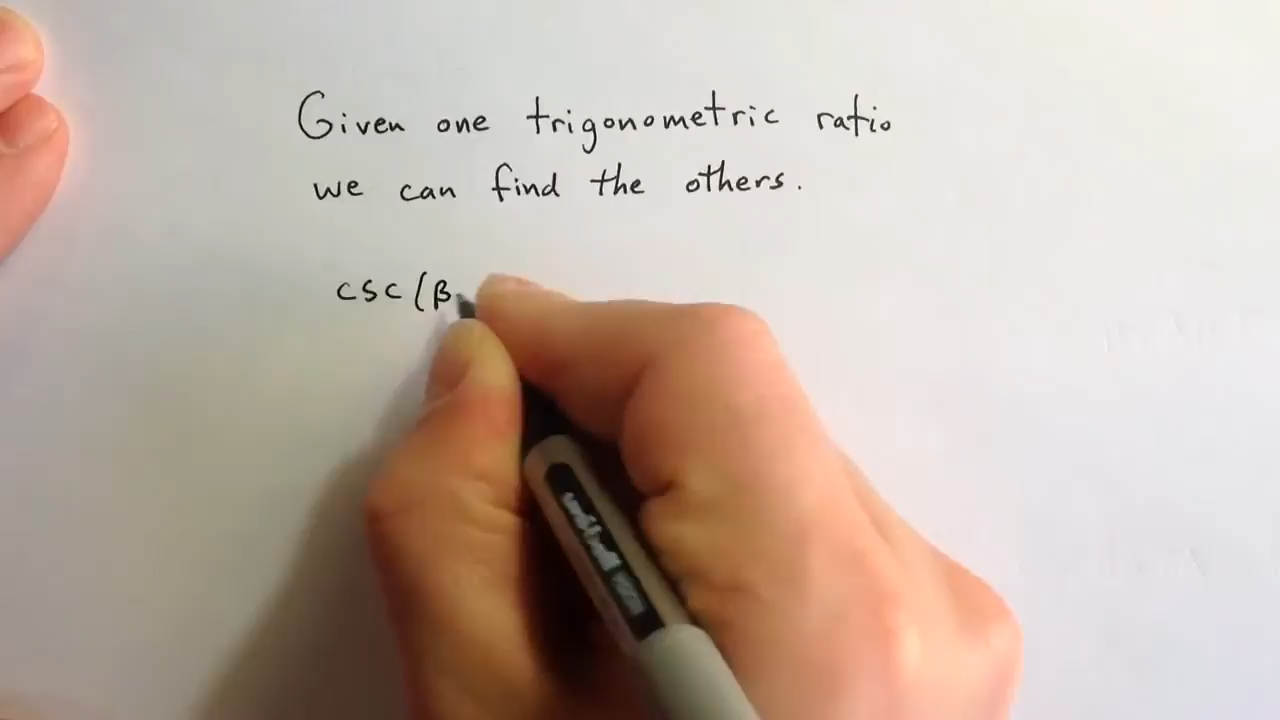 Given one trigonometric ratio
we can find the others.
csc(β